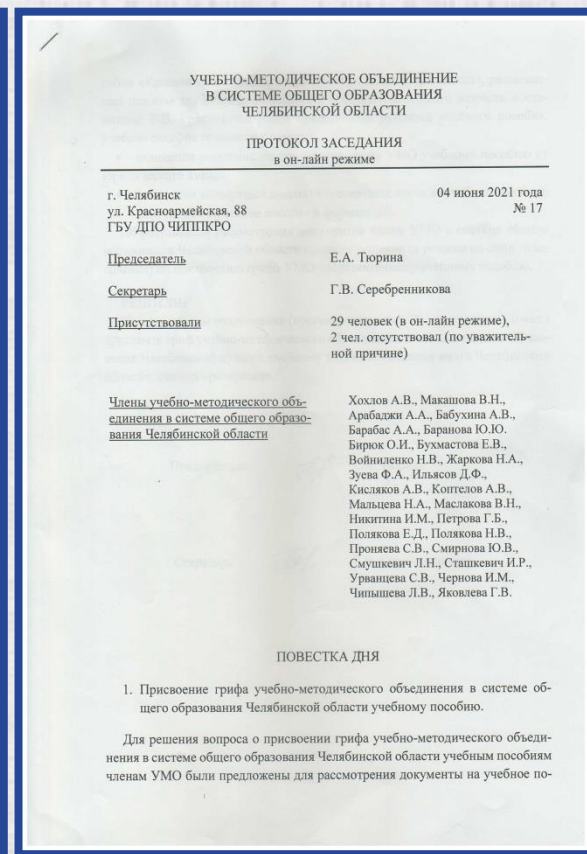 УЧЕБНО-МЕТОДИЧЕСКОЕ ОБЪЕДИНЕНИЕ
В СИСТЕМЕ ОБЩЕГО ОБРАЗОВАНИЯ
ЧЕЛЯБИНСКОЙ ОБЛАСТИ
ПРОТОКОЛ ЗАСЕДАНИЯ
в он-лайн режиме
г. Челябинск 04 июня 2021 года
ул. Красноармейская, 88 № 17
ГБУ ДПО ЧИППКРО
Председатель Е.А. Тюрина
Секретарь Г.В. Серебренникова
Присутствовали 29 человек (в он-лайн режиме),
2 чел. отсутствовал (по уважитель-
ной причине)
Члены учебно-методического объ- Хохлов А.В., Макашова В.Н.,
единения в системе общего образо- Арабаджи А.А., Бабухина А.В.,
вания Челябинской области Барабас А.А., Баранова Ю.Ю.
Бирюк О.И., Бухмастова Е.В.,
Войниленко Н.В., Жаркова Н.А.,
Зуева Ф.А., Ильясов Д.Ф.,
Кисляков А.В., Коптелов А.В.,
Мальцева Н.А., Маслакова В.Н.,
Никитина И.М., Петрова Г.Б.,
Полякова Е.Д., Полякова Н.В.,
Проняева С.В., Смирнова Ю.В.,
Смушкевич Л.Н., Сташкевич И.Р.,
Урванцева С.В., Чернова И.М.,
Чипышева Л.В., Яковлева Г.В.
ПОВЕСТКА ДНЯ
1. Присвоение грифа учебно-методического объединения в системе об-
щего образования Челябинской области учебному пособию.
Для решения вопроса о присвоении грифа учебно-методического объеди-
нения в системе общего образования Челябинской области учебным пособиям
членам УМО были предложены для рассмотрения документы на учебное по-